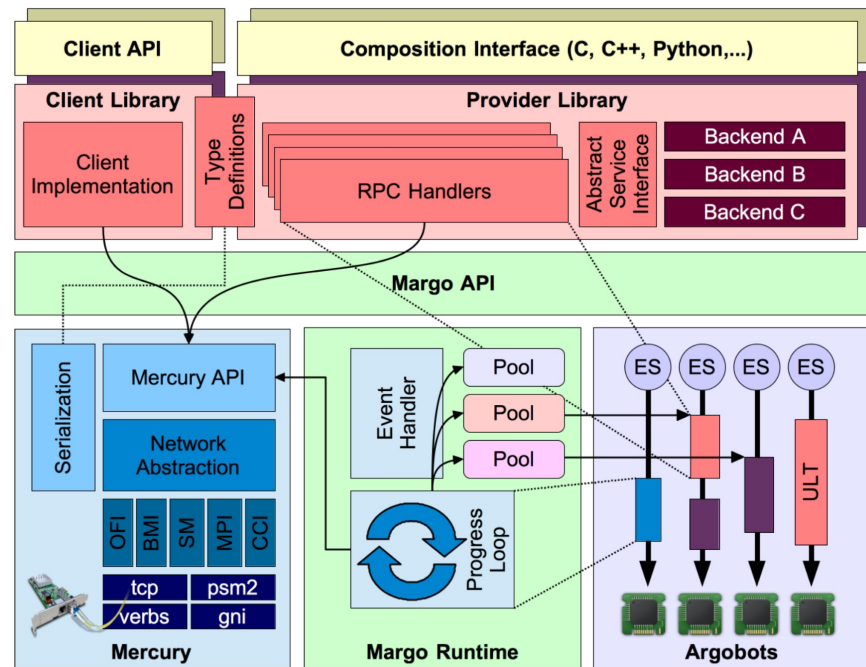 Client API
Composition Interface (C, C++, Python,...)
Client Library
Provider Library
Client
Implementation
Type
Definitions
RPC Handlers
Abstract
Service
Interface
Backend A
Backend B
Backend C
Margo API
Serialization
Mercury API
Network
Abstraction
OFI
BMI
SM
MPI
CCI
tcp
psm2
verbs
gni
Mercury
Event
Handler
Pool
Pool
Pool
Progress
Loop
Margo Runtime
ES
ES
ES
ES
ULT
Argobots